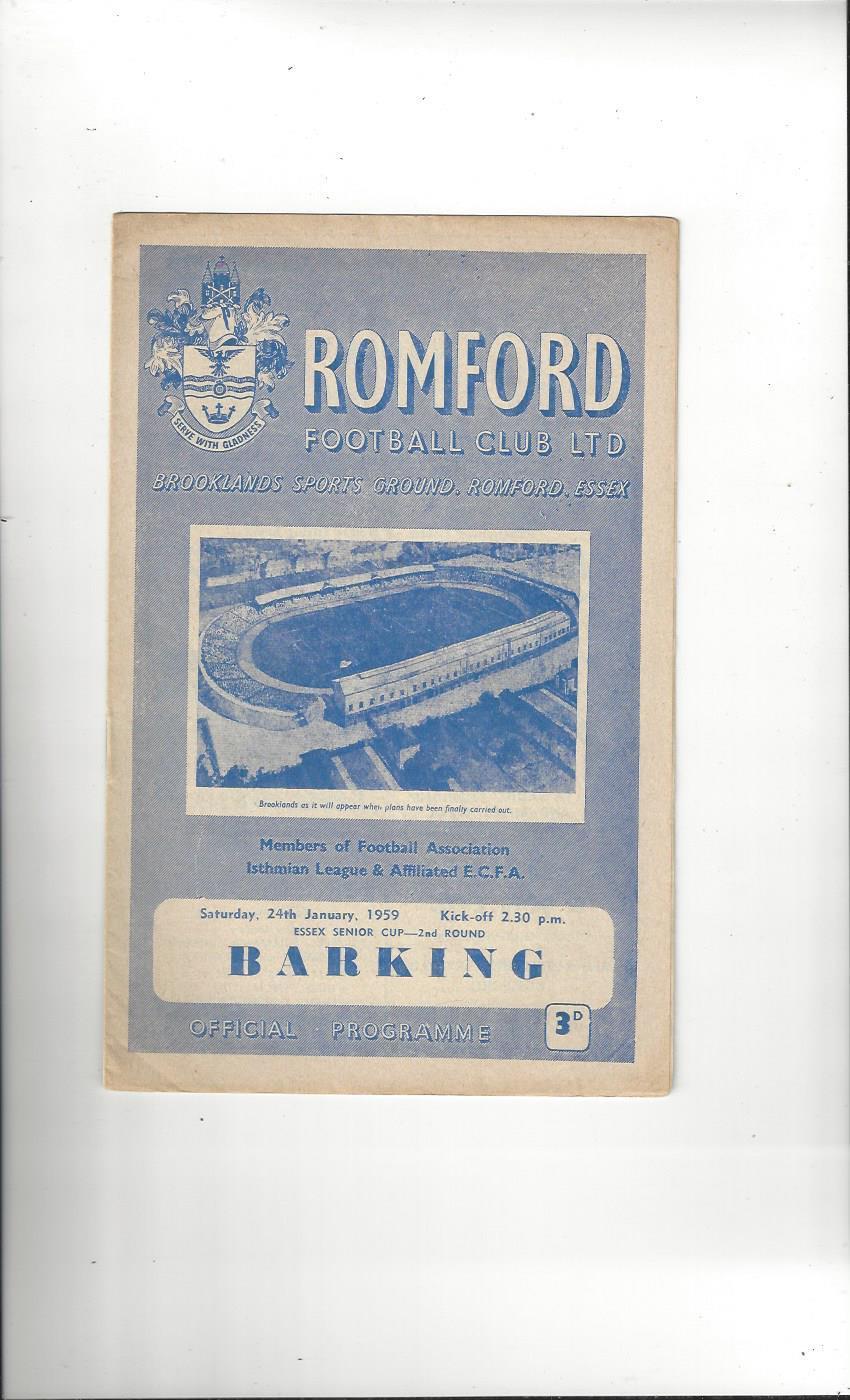 ROMFORD
FOOTBALL CLUB LTD
SERVE WITH GLADNESS
BROOKLANDS SPORTS GROUND, ROMFORD, ESSEX
Brooklands as it will appear when plans have been finally carried out.
Members of Football Association
Isthmian League & Affiliated E.C.F.A.
Saturday, 24th January, 1959 Kick-off 2.30 p.m.
ESSEX SENIOR CUP—2nd ROUND
BARKING
OFFICIAL PROGRAMME
3D